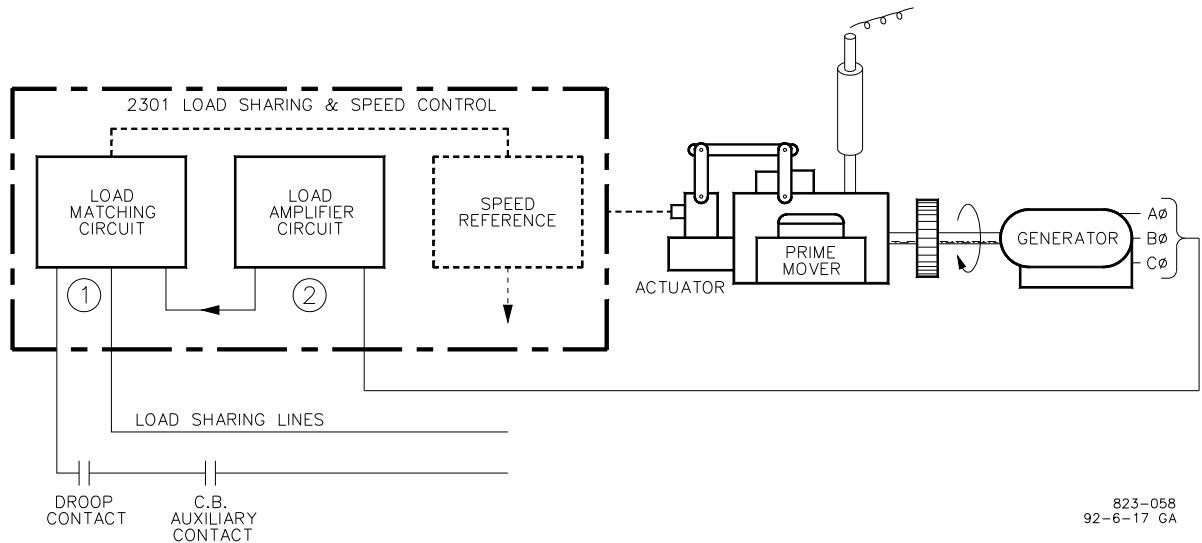 2301 LOAD SHARING & SPEED CONTROL
LOAD
MATCHING
CIRCUIT
LOAD
AMPLIFIER
CIRCUIT
SPEED
REFERENCE
1
2
ACTUATOR
PRIME
MOVER
GENERATOR
AØ
BØ
CØ
LOAD SHARING LINES
DROOP
CONTACT
C.B.
AUXILIARY
CONTACT
823-058
92-6-17 GA